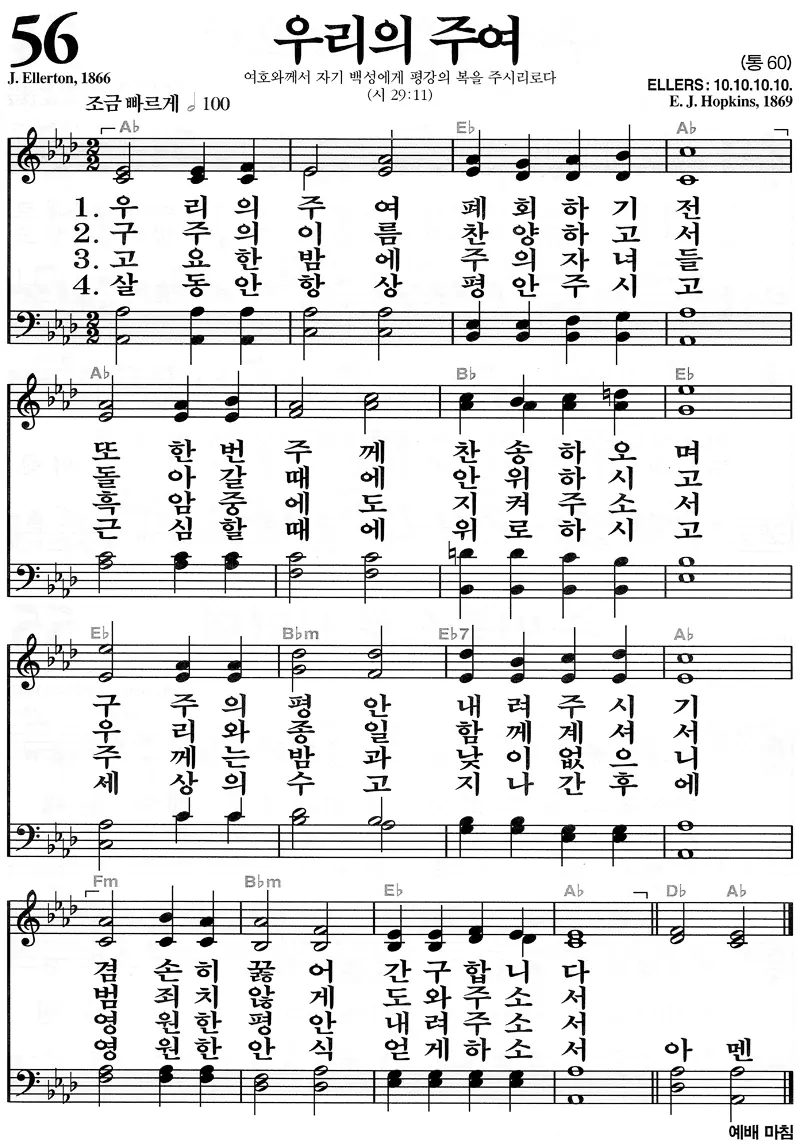 56
우리의 주여
(통 60)
J. Ellerton, 1866
여호와께서 자기 백성에게 평강의 복을 주시리로다
(시 29:11)
ELLERS : 10.10.10.10.
E. J. Hopkins, 1869
조금 빠르게 𝅗𝅥 100
A♭ E♭ A♭
2 2
1. 우 리 의 주 여 폐 회 하 기 전
2. 구 주 의 이 름 찬 양 하 고 서
3. 고 요 한 밤 에 주 의 자 녀 들
4. 살 동 안 항 상 평 안 주 시 고
2 2
A♭ B♭ E♭
또 한 번 주 께 찬 송 하 오 며
돌 아 갈 때 에 안 위 하 시 고
흑 암 중 에 도 지 켜 주 소 서
근 심 할 때 에 위 로 하 시 고
E♭ B♭m E♭7 A♭
구 주 의 평 안 내 려 주 시 기
우 리 와 종 일 함 께 계 셔 서
주 께 는 밤 과 낮 이 없 으 니
세 상 의 수 고 지 나 간 후 에
Fm B♭m E♭ A♭ D♭ A♭
겸 손 히 꿇 어 간 구 합 니 다
범 죄 치 않 게 도 와 주 소 서
영 원 한 평 안 내 려 주 소 서
영 원 한 안 식 얻 게 하 소 서 아 멘
예배 마침